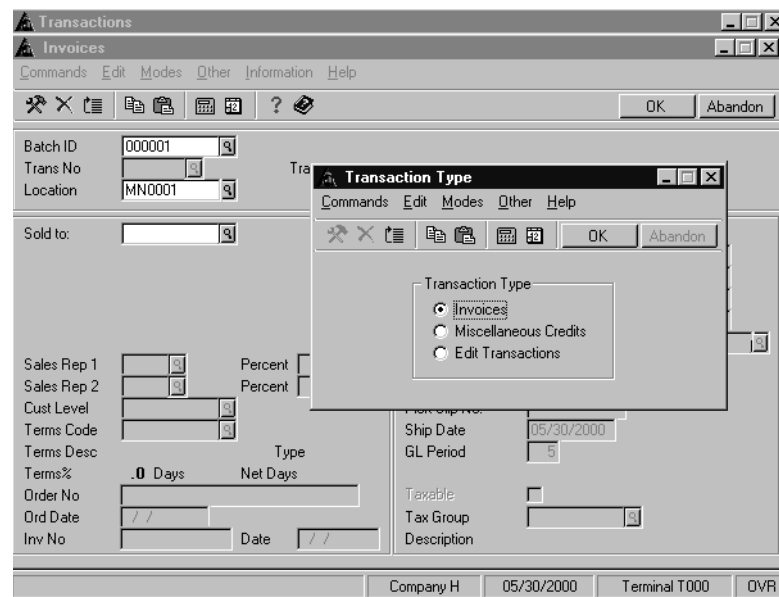 Transactions
Invoices
Commands Edit Modes Other Information Help
OK Abandon
Batch ID 000001
Trans No
Location MN0001
Sold to:
Transaction Type
Commands Edit Modes Other Help
OK Abandon
Transaction Type
Invoices
Miscellaneous Credits
Edit Transactions
Sales Rep 1 Percent
Sales Rep 2 Percent
Cust Level
Terms Code Ship Date 05/30/2000
Terms Desc Type GL Period 5
Terms% .0 Days Net Days
Order No Taxable
Ord Date / / Tax Group
Inv No Date / / Description
Company H 05/30/2000 Terminal T000 OVR